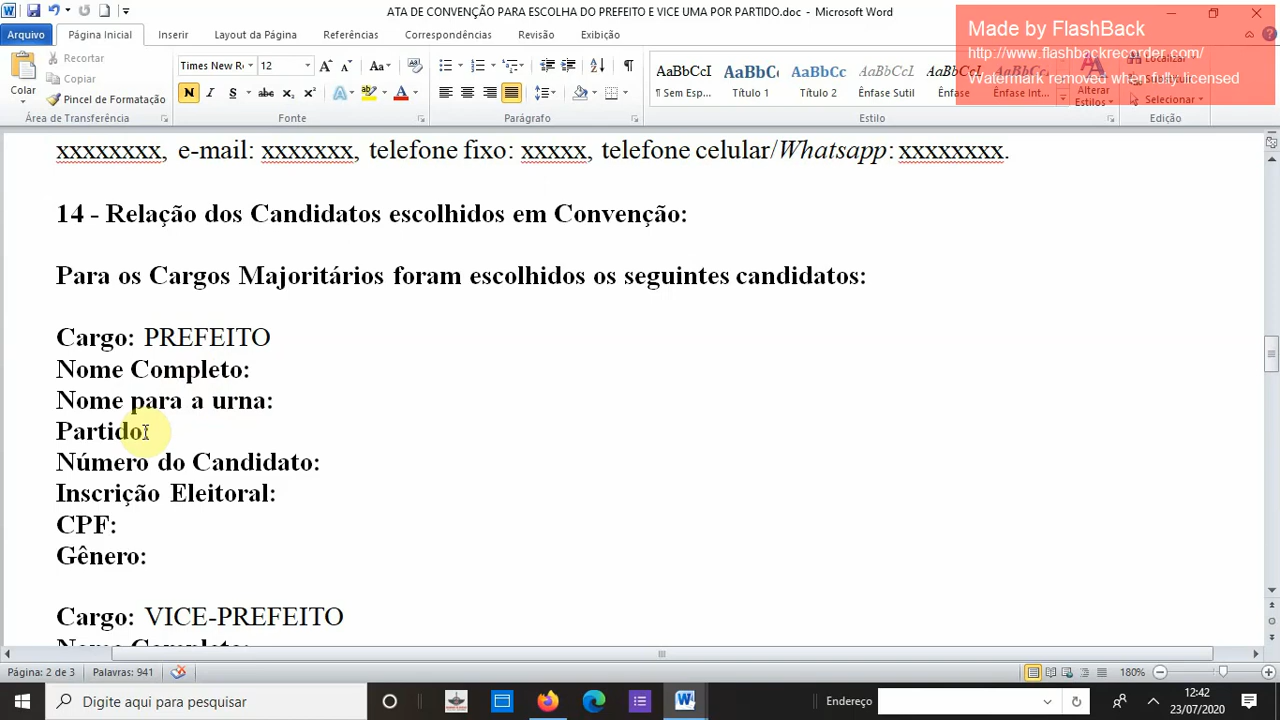 ATA DE CONVENÇÃO PARA ESCOLHA DO PREFEITO E VICE UMA POR PARTIDO.doc - Microsoft Word
Made by FlashBack
http://www.flashbackrecorder.com/
Watermark removed when fully licensed
Arquivo Página Inicial Inserir Layout da Página Referências Correspondências Revisão Exibição
Recortar
Copiar
Pincel de Formatação
Colar
Área de Transferência
Times New R 12
Fonte
Parágrafo
AaBbCcI AaBbCc AaBbCc AaBbCcI AaBbCcI AaBbCcI
¶ Sem Esp... Título 1 Título 2 Ênfase Sutil Ênfase Ênfase Int...
Alterar Estilos
Estilo
Localizar
Selecionar
Edição
xxxxxxxx, e-mail: xxxxxxx, telefone fixo: xxxxx, telefone celular/Whatsapp: xxxxxxxx.
14 - Relação dos Candidatos escolhidos em Convenção:
Para os Cargos Majoritários foram escolhidos os seguintes candidatos:
Cargo: PREFEITO
Nome Completo:
Nome para a urna:
Partido:
Número do Candidato:
Inscrição Eleitoral:
CPF:
Gênero:
Cargo: VICE-PREFEITO
Nome Completo:
Página: 2 de 3 Palavras: 941 180%
Digite aqui para pesquisar
Endereço
12:42
23/07/2020